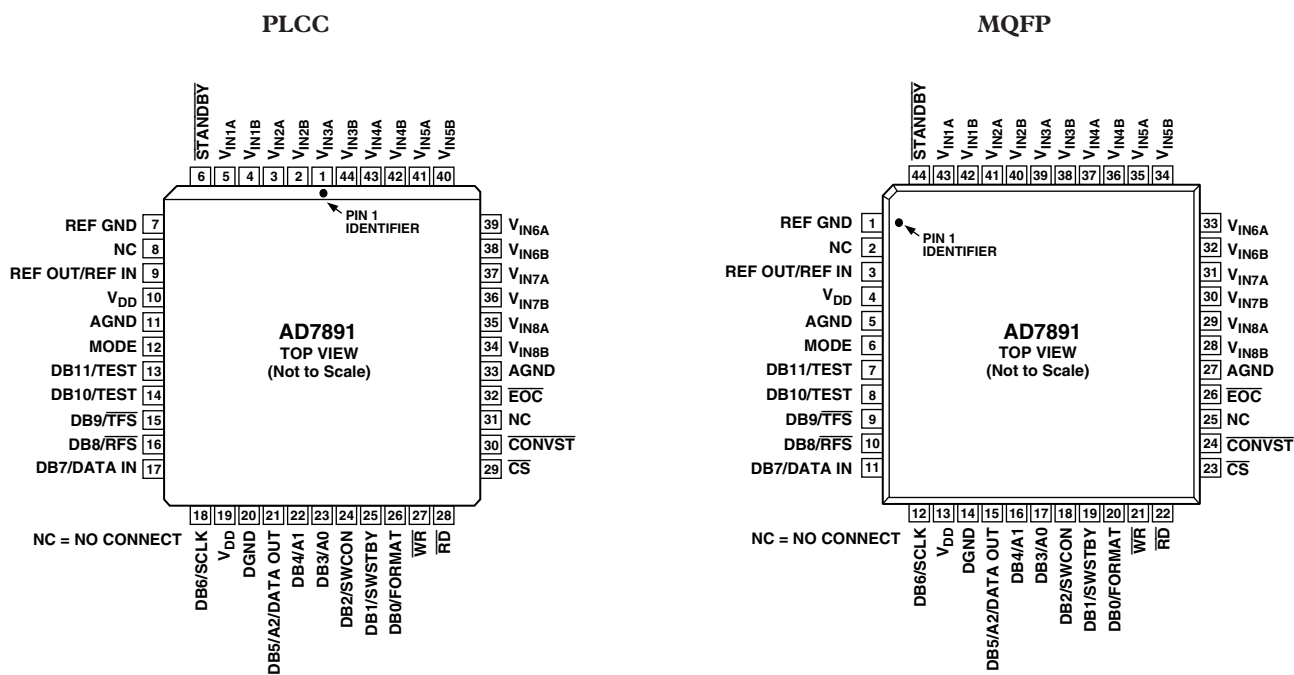 PLCC
STANDBY
VIN1A
VIN1B
VIN2A
VIN2B
VIN3A
VIN3B
VIN4A
VIN4B
VIN5A
VIN5B
6 5 4 3 2 1 44 43 42 41 40
PIN 1
IDENTIFIER
REF GND 7
NC 8
REF OUT/REF IN 9
VDD 10
AGND 11
MODE 12
DB11/TEST 13
DB10/TEST 14
DB9/TFS 15
DB8/RFS 16
DB7/DATA IN 17
AD7891
TOP VIEW
(Not to Scale)
39 VIN6A
38 VIN6B
37 VIN7A
36 VIN7B
35 VIN8A
34 VIN8B
33 AGND
32 EOC
31 NC
30 CONVST
29 CS
18 19 20 21 22 23 24 25 26 27 28
NC = NO CONNECT
DB6/SCLK
VDD
DGND
DB5/A2/DATA OUT
DB4/A1
DB3/A0
DB2/SWCON
DB1/SWSTBY
DB0/FORMAT
WR
RD
MQFP
STANDBY
VIN1A
VIN1B
VIN2A
VIN2B
VIN3A
VIN3B
VIN4A
VIN4B
VIN5A
VIN5B
44 43 42 41 40 39 38 37 36 35 34
PIN 1
IDENTIFIER
REF GND 1
NC 2
REF OUT/REF IN 3
VDD 4
AGND 5
MODE 6
DB11/TEST 7
DB10/TEST 8
DB9/TFS 9
DB8/RFS 10
DB7/DATA IN 11
AD7891
TOP VIEW
(Not to Scale)
33 VIN6A
32 VIN6B
31 VIN7A
30 VIN7B
29 VIN8A
28 VIN8B
27 AGND
26 EOC
25 NC
24 CONVST
23 CS
12 13 14 15 16 17 18 19 20 21 22
NC = NO CONNECT
DB6/SCLK
VDD
DGND
DB5/A2/DATA OUT
DB4/A1
DB3/A0
DB2/SWCON
DB1/SWSTBY
DB0/FORMAT
WR
RD